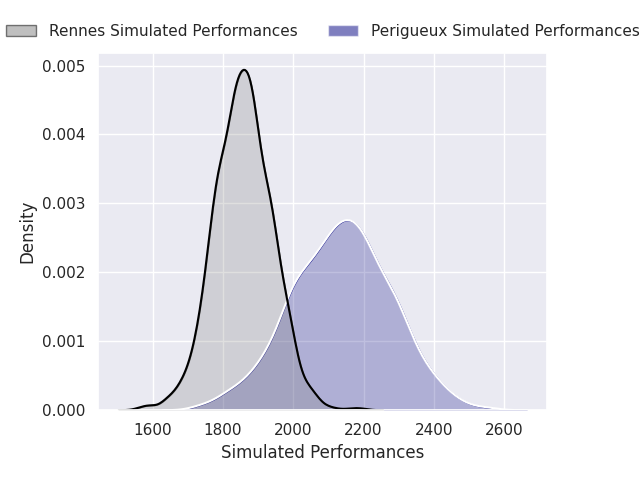 Rennes Simulated Performances Perigueux Simulated Performances
0.005
0.004
0.003
0.002
0.001
0.000
Density
1600 1800 2000 2200 2400 2600
Simulated Performances